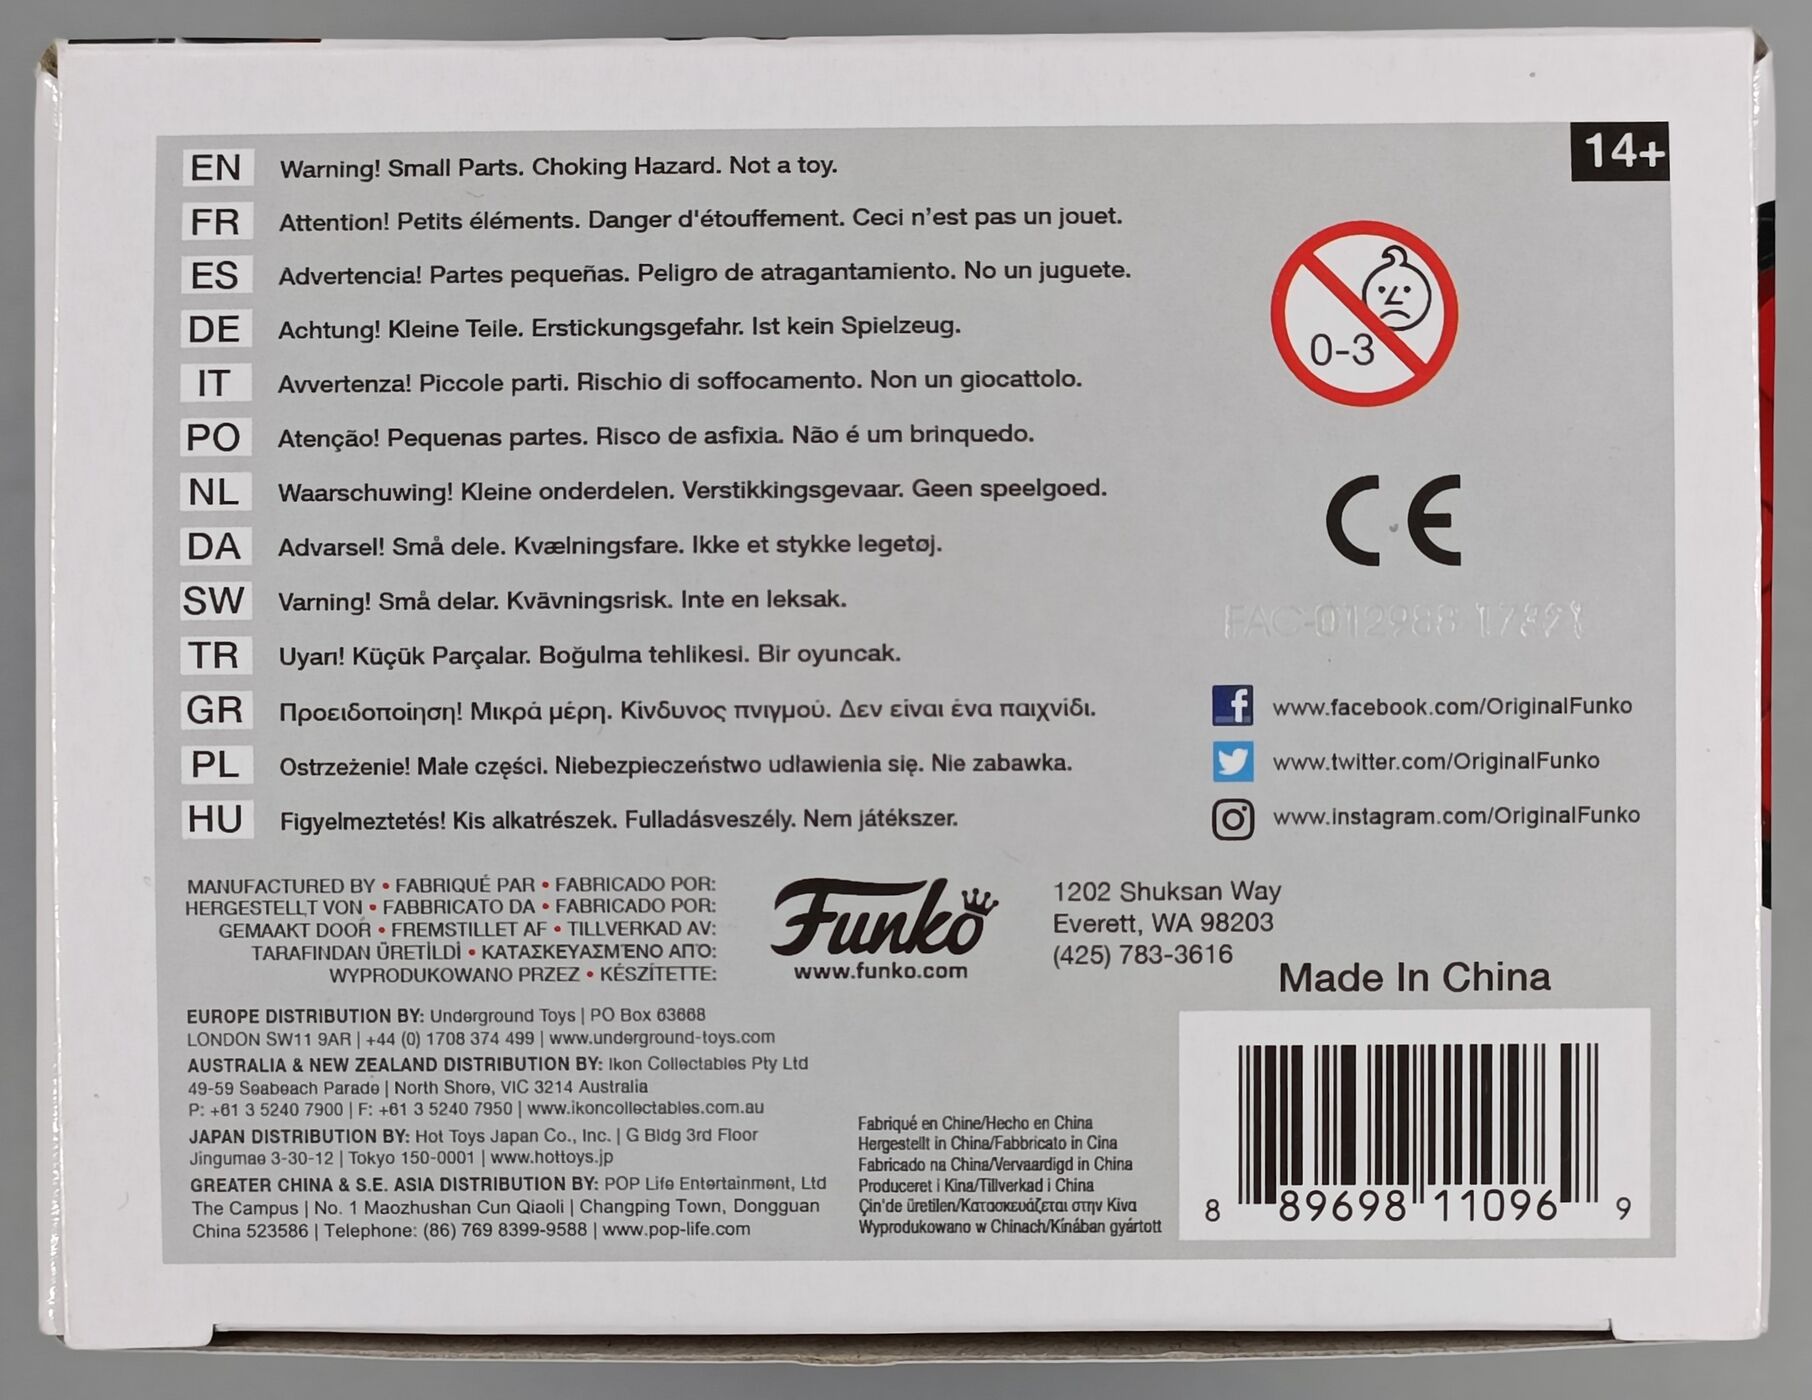 14+
EN Warning! Small Parts. Choking Hazard. Not a toy.
FR Attention! Petits éléments. Danger d'étouffement. Ceci n'est pas un jouet.
ES Advertencia! Partes pequeñas. Peligro de atragantamiento. No un juguete.
DE Achtung! Kleine Teile. Erstickungsgefahr. Ist kein Spielzeug.
IT Avvertenza! Piccole parti. Rischio di soffocamento. Non un giocattolo.
PO Atenção! Pequenas partes. Risco de asfixia. Não é um brinquedo.
NL Waarschuwing! Kleine onderdelen. Verstikkingsgevaar. Geen speelgoed.
DA Advarsel! Små dele. Kvælningsfare. Ikke et stykke legetøj.
SW Varning! Små delar. Kvävningsrisk. Inte en leksak.
TR Uyarı! Küçük Parçalar. Boğulma tehlikesi. Bir oyuncak.
GR Προειδοποίηση! Μικρά μέρη. Κίνδυνος πνιγμού. Δεν είναι ένα παιχνίδι.
PL Ostrzeżenie! Małe części. Niebezpieczeństwo udławienia się. Nie zabawka.
HU Figyelmeztetés! Kis alkatrészek. Fulladásveszély. Nem játékszer.
0-3
CE
FAC-012988
www.facebook.com/OriginalFunko
www.twitter.com/OriginalFunko
www.instagram.com/OriginalFunko
MANUFACTURED BY • FABRIQUÉ PAR • FABRICADO POR:
HERGESTELLT VON • FABBRICATO DA • FABRICADO POR:
GEMAAKT DOOR • FREMSTILLET AF • TILLVERKAD AV:
TARAFINDAN ÜRETİLDİ • ΚΑΤΑΣΚΕΥΑΣΜΈΝΟ ΑΠΌ:
WYPRODUKOWANO PRZEZ • KÉSZÍTETTE:
Funko
www.funko.com
1202 Shuksan Way
Everett, WA 98203
(425) 783-3616
Made In China
EUROPE DISTRIBUTION BY: Underground Toys | PO Box 63668
LONDON SW11 9AR | +44 (0) 1708 374 499 | www.underground-toys.com
AUSTRALIA & NEW ZEALAND DISTRIBUTION BY: Ikon Collectables Pty Ltd
49-59 Seabeach Parade | North Shore, VIC 3214 Australia
P: +61 3 5240 7900 | F: +61 3 5240 7950 | www.ikoncollectables.com.au
JAPAN DISTRIBUTION BY: Hot Toys Japan Co., Inc. | G Bldg 3rd Floor
Jingumae 3-30-12 | Tokyo 150-0001 | www.hottoys.jp
GREATER CHINA & S.E. ASIA DISTRIBUTION BY: POP Life Entertainment, Ltd
The Campus | No. 1 Maozhushan Cun Qiaoli | Changping Town, Dongguan
China 523586 | Telephone: (86) 769 8399-9588 | www.pop-life.com
Fabriqué en Chine/Hecho en China
Hergestellt in China/Fabbricato in Cina
Fabricado na China/Vervaardigd in China
Produceret i Kina/Tillverkad i China
Çin'de üretilen/Κατασκευάζεται στην Κίνα
Wyprodukowano w Chinach/Kínában gyártott
8 89698 11096 9